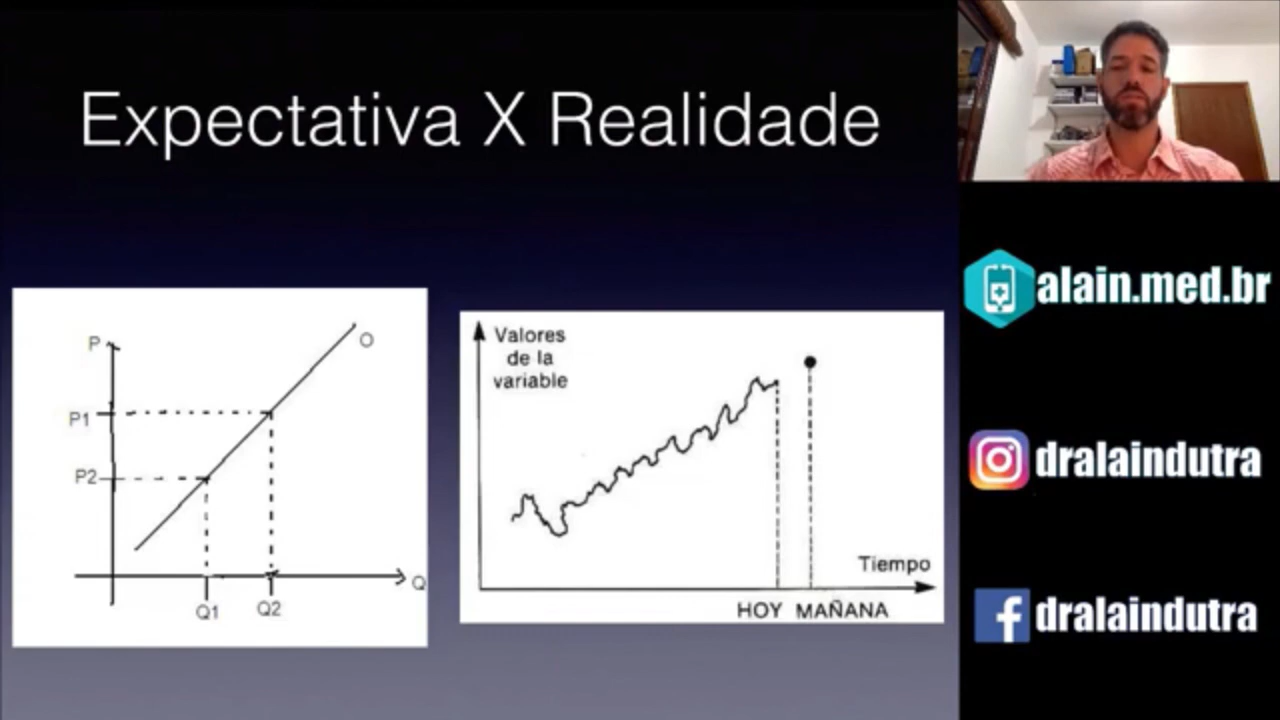 Expectativa X Realidade
P
O
P1
P2
Q
Q1 Q2
Valores
de la
variable
Tiempo
HOY MAÑANA
alain.med.br
dralaindutra
f dralaindutra